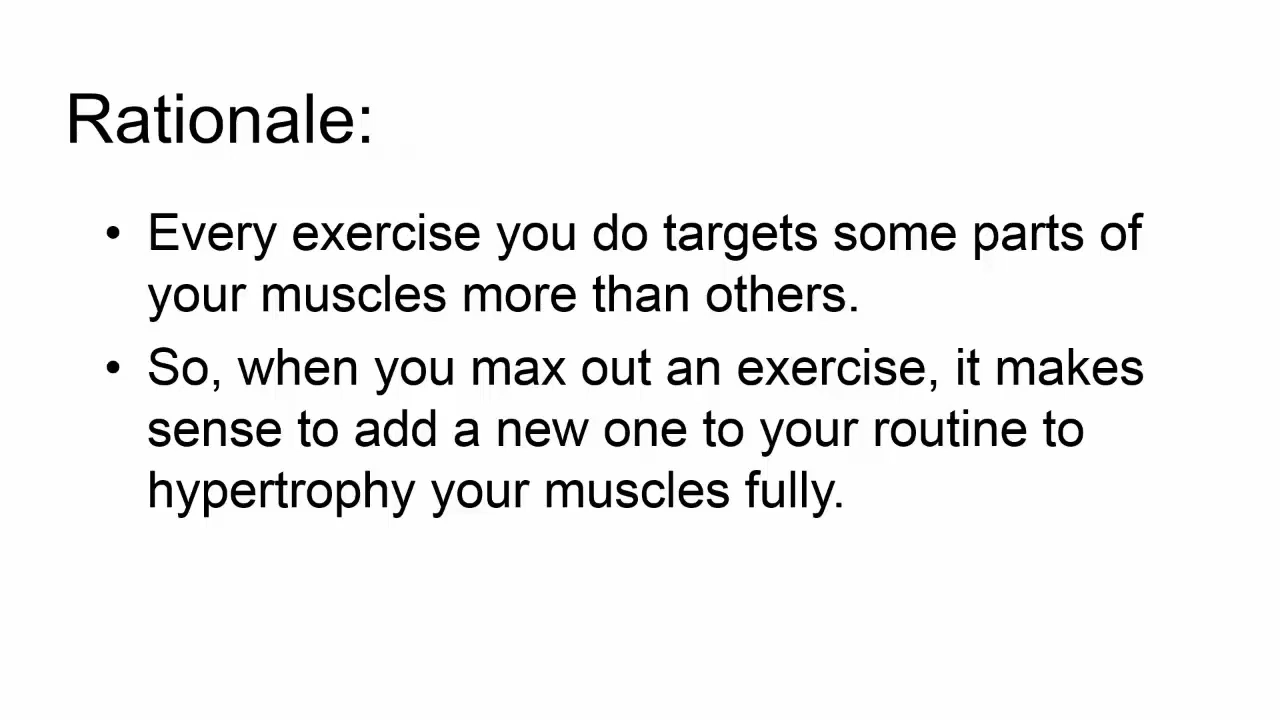 Rationale:
• Every exercise you do targets some parts of
your muscles more than others.
• So, when you max out an exercise, it makes
sense to add a new one to your routine to
hypertrophy your muscles fully.